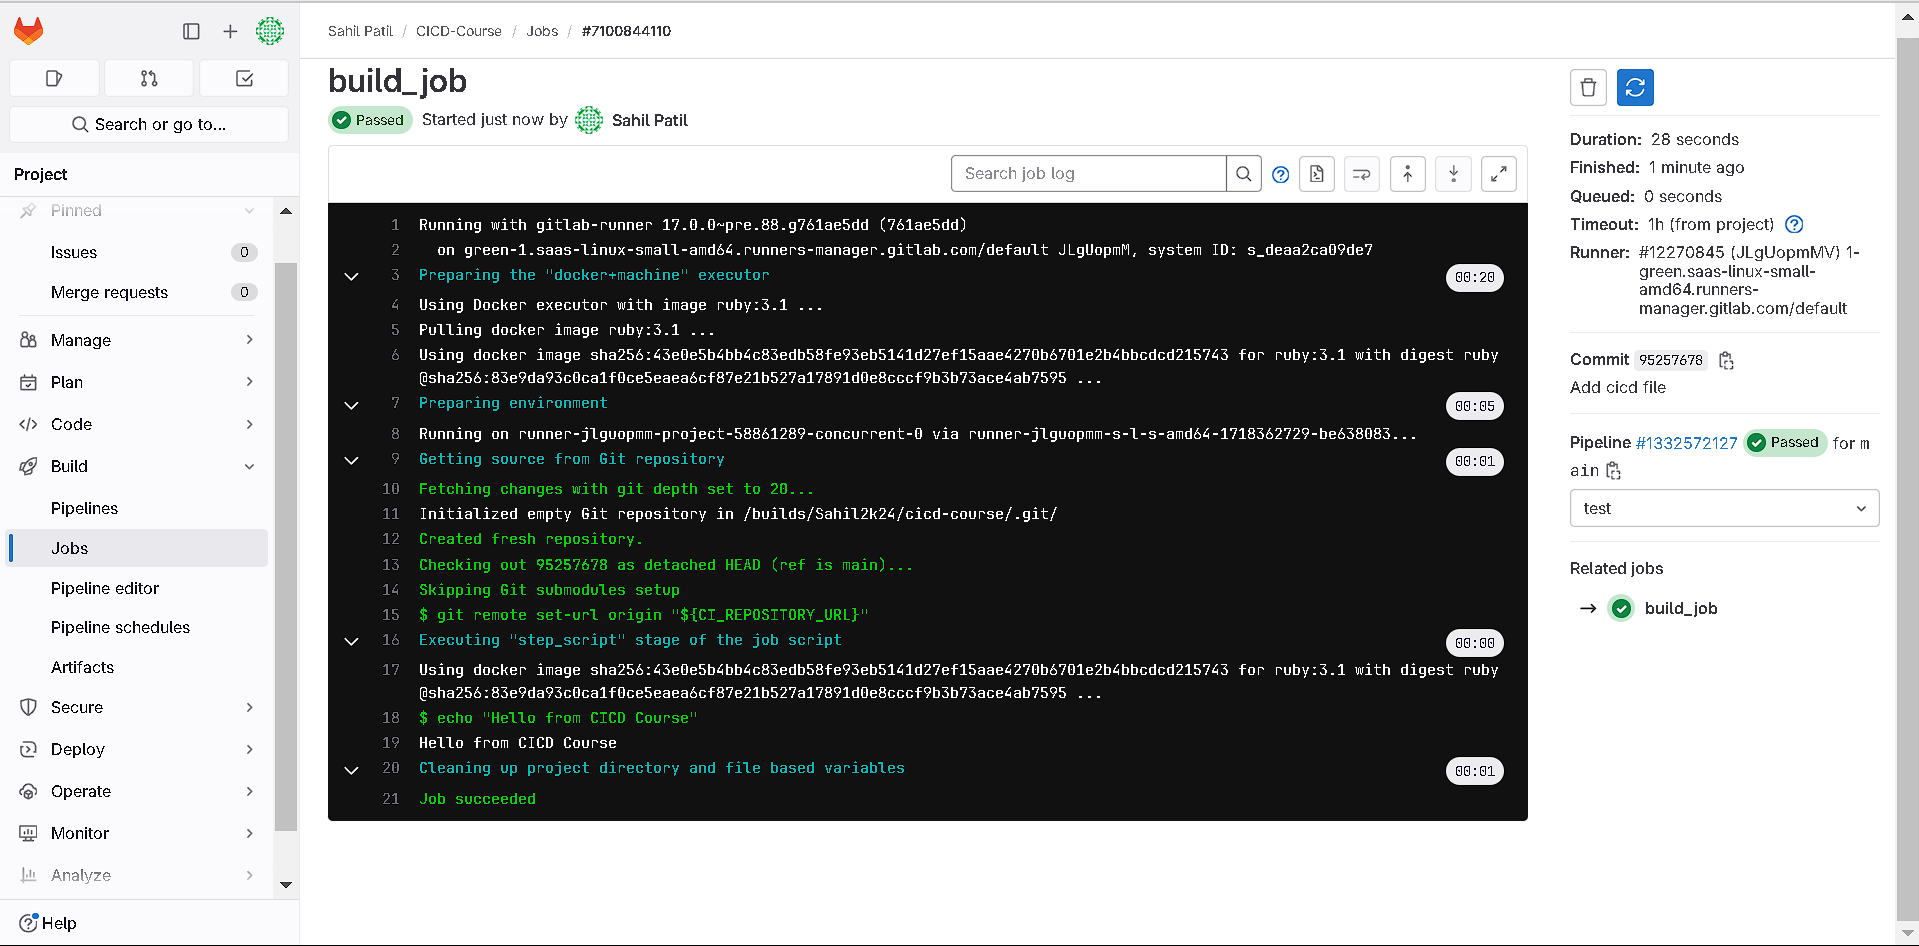 Sahil Patil / CICD-Course / Jobs / #7100844110
Search or go to...
Project
Pinned
Issues 0
Merge requests 0
Manage
Plan
Code
Build
Pipelines
Jobs
Pipeline editor
Pipeline schedules
Artifacts
Secure
Deploy
Operate
Monitor
Analyze
Help
build_job
Passed Started just now by Sahil Patil
Search job log
1 Running with gitlab-runner 17.0.0~pre.88.g761ae5dd (761ae5dd)
2 on green-1.saas-linux-small-amd64.runners-manager.gitlab.com/default JLgUopmM, system ID: s_deaa2ca09de7
3 Preparing the "docker+machine" executor 00:20
4 Using Docker executor with image ruby:3.1 ...
5 Pulling docker image ruby:3.1 ...
6 Using docker image sha256:43e0e5b4bb4c83edb58fe93eb5141d27ef15aae4270b6701e2b4bbcdcd215743 for ruby:3.1 with digest ruby
@sha256:83e9da93c0ca1f0ce5eaea6cf87e21b527a17891d0e8cccf9b3b73ace4ab7595 ...
7 Preparing environment 00:05
8 Running on runner-jlguopmm-project-58861289-concurrent-0 via runner-jlguopmm-s-l-s-amd64-1718362729-be638083...
9 Getting source from Git repository 00:01
10 Fetching changes with git depth set to 20...
11 Initialized empty Git repository in /builds/Sahil2k24/cicd-course/.git/
12 Created fresh repository.
13 Checking out 95257678 as detached HEAD (ref is main)...
14 Skipping Git submodules setup
15 $ git remote set-url origin "${CI_REPOSITORY_URL}"
16 Executing "step_script" stage of the job script 00:00
17 Using docker image sha256:43e0e5b4bb4c83edb58fe93eb5141d27ef15aae4270b6701e2b4bbcdcd215743 for ruby:3.1 with digest ruby
@sha256:83e9da93c0ca1f0ce5eaea6cf87e21b527a17891d0e8cccf9b3b73ace4ab7595 ...
18 $ echo "Hello from CICD Course"
19 Hello from CICD Course
20 Cleaning up project directory and file based variables 00:01
21 Job succeeded
Duration: 28 seconds
Finished: 1 minute ago
Queued: 0 seconds
Timeout: 1h (from project)
Runner: #12270845 (JLgUopmMV) 1-
green.saas-linux-small-
amd64.runners-
manager.gitlab.com/default
Commit 95257678
Add cicd file
Pipeline #1332572127 Passed for m
ain
test
Related jobs
→ build_job